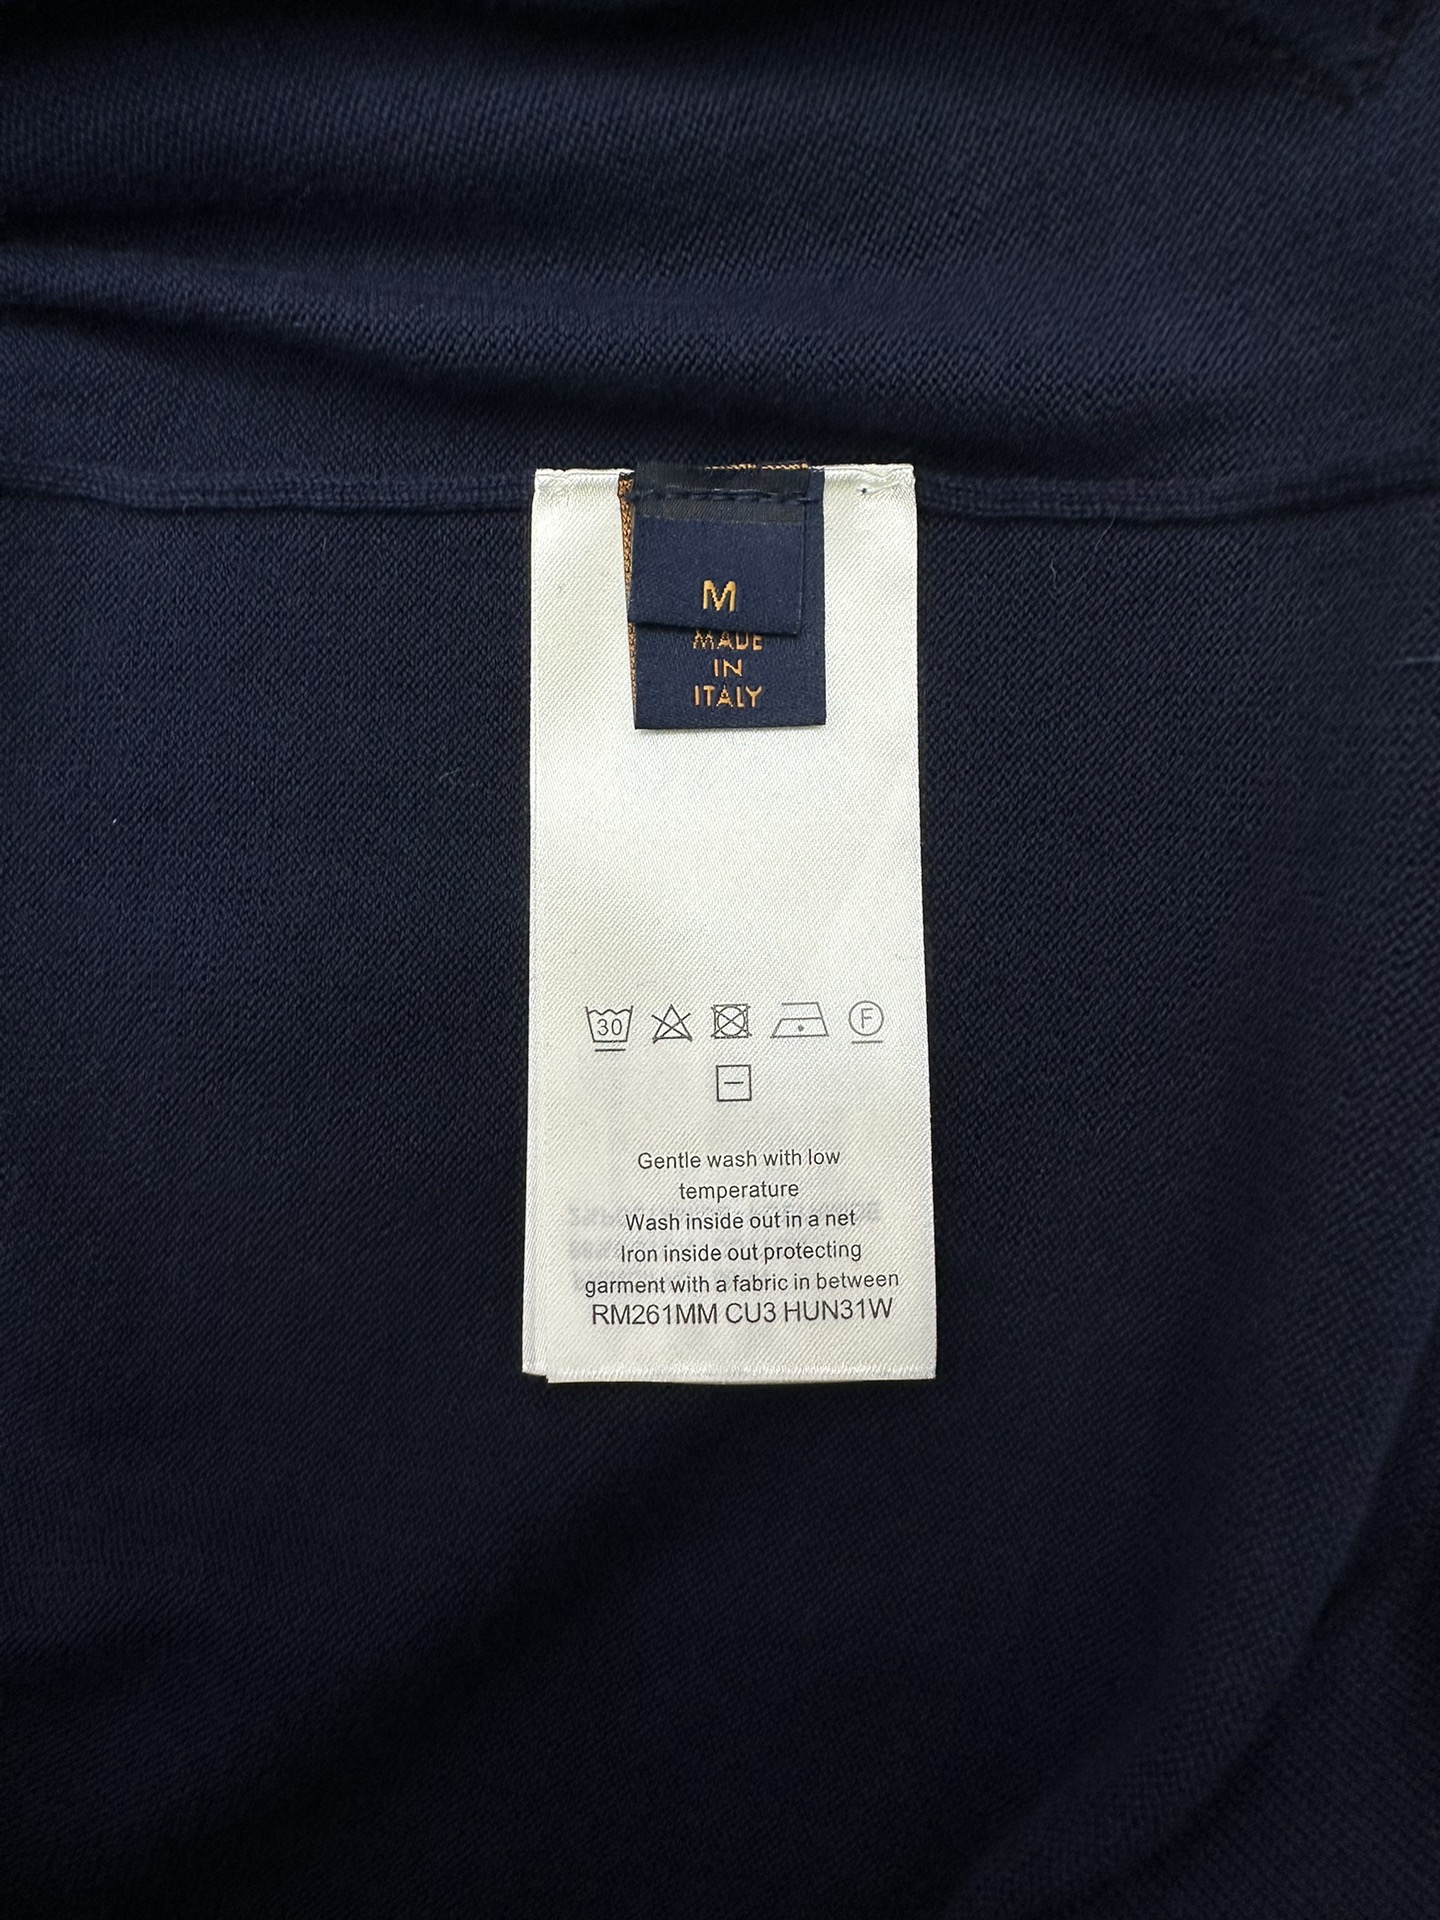 M
MADE
IN
ITALY
30
F
Gentle wash with low
temperature
Wash inside out in a net
Iron inside out protecting
garment with a fabric in between
RM261MM CU3 HUN31W